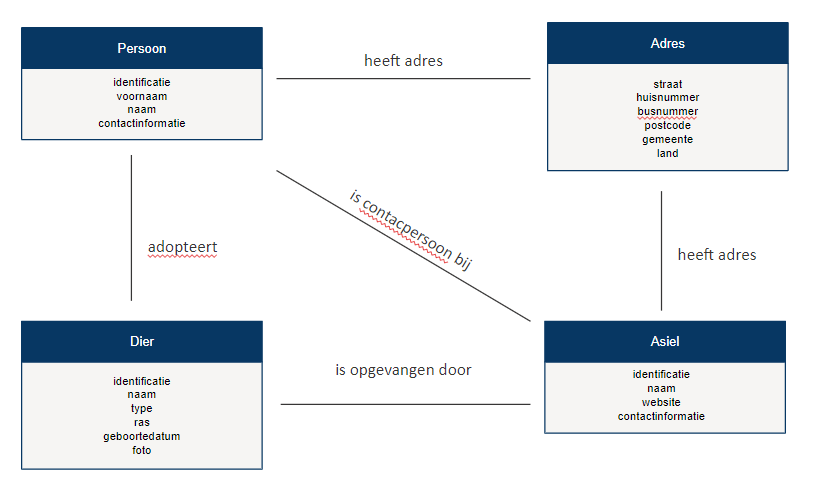 Persoon
identificatie
voornaam
naam
contactinformatie
heeft adres
Adres
straat
huisnummer
busnummer
postcode
gemeente
land
is contacpersoon bij
adopteert
heeft adres
Dier
identificatie
naam
type
ras
geboortedatum
foto
is opgevangen door
Asiel
identificatie
naam
website
contactinformatie